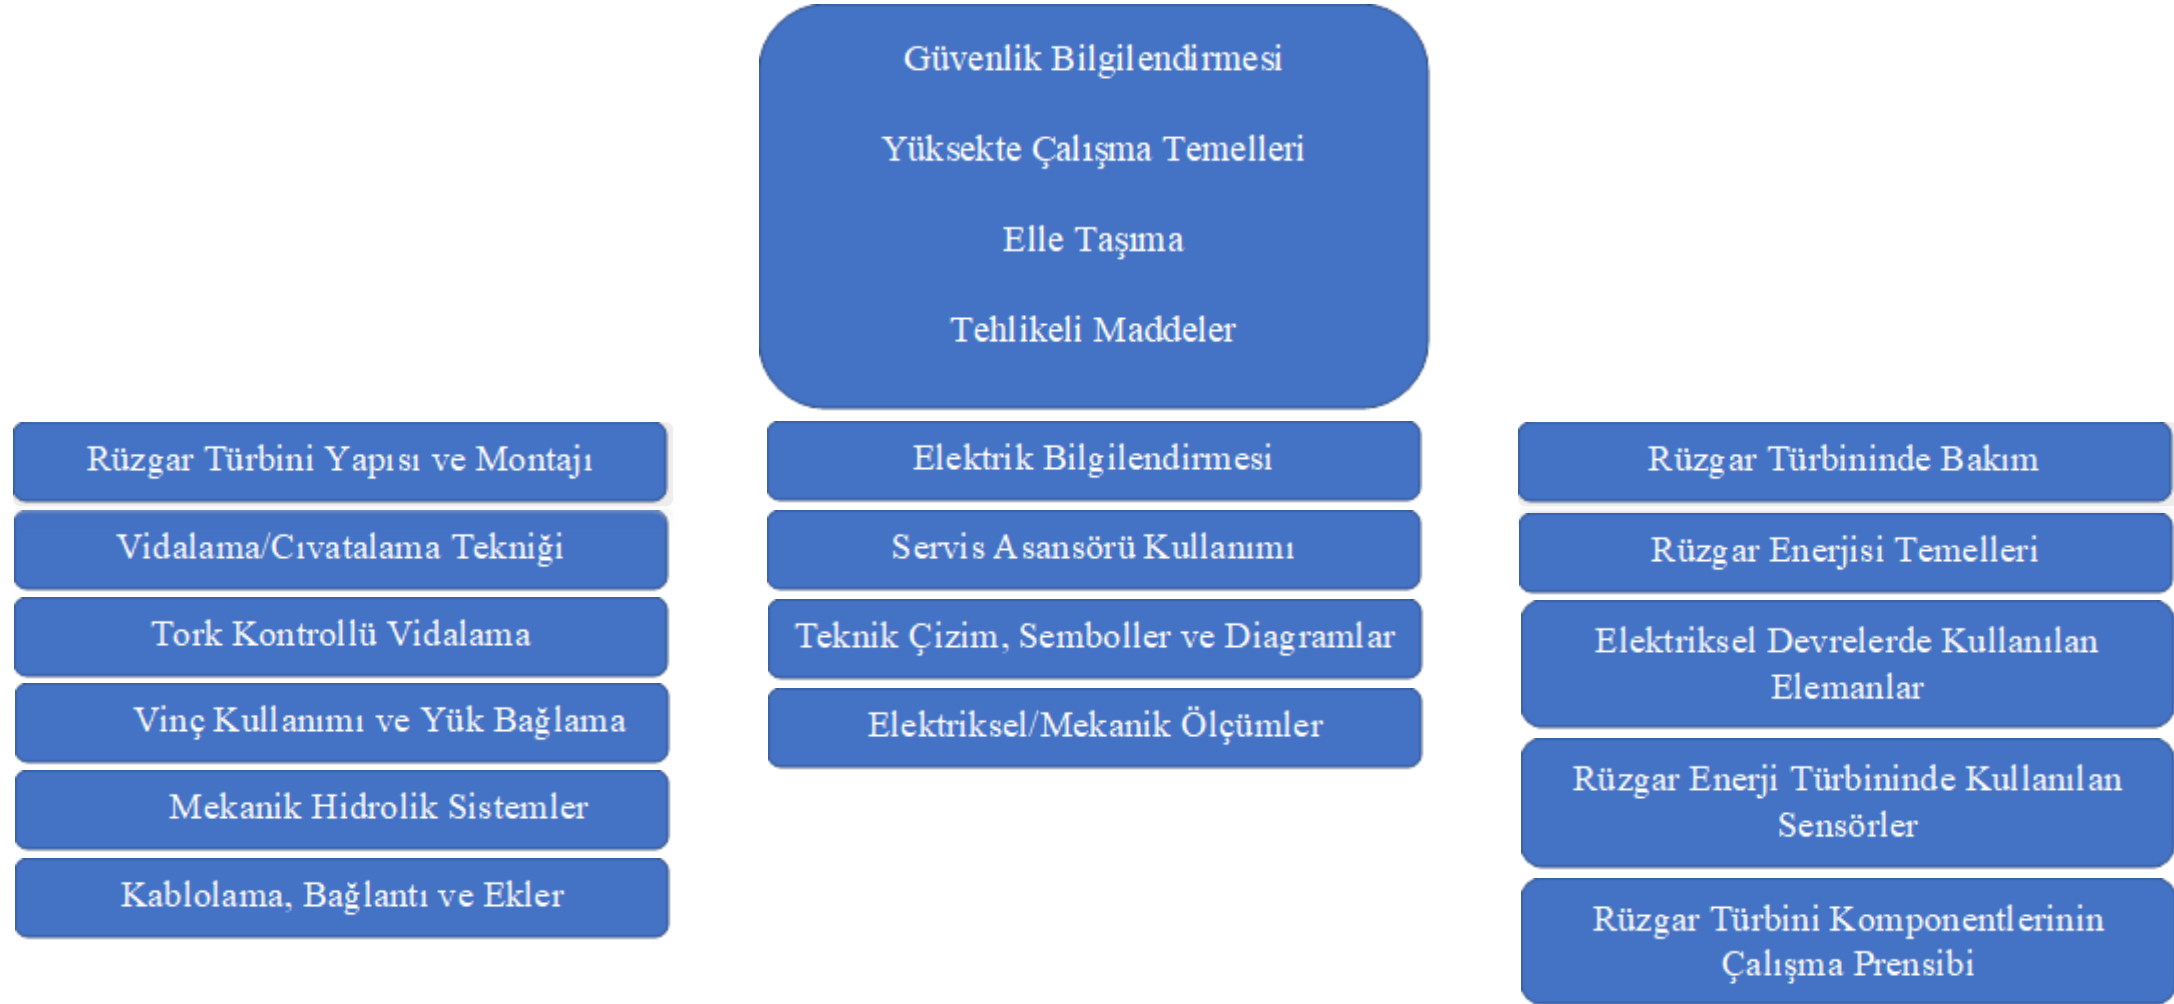 Güvenlik Bilgilendirmesi
Yüksekte Çalışma Temelleri
Elle Taşıma
Tehlikeli Maddeler
Rüzgar Türbini Yapısı ve Montajı
Vidalama/Cıvatalama Tekniği
Tork Kontrollü Vidalama
Vinç Kullanımı ve Yük Bağlama
Mekanik Hidrolik Sistemler
Kablolama, Bağlantı ve Ekler
Elektrik Bilgilendirmesi
Servis Asansörü Kullanımı
Teknik Çizim, Semboller ve Diagramlar
Elektriksel/Mekanik Ölçümler
Rüzgar Türbininde Bakım
Rüzgar Enerjisi Temelleri
Elektriksel Devrelerde Kullanılan
Elemanlar
Rüzgar Enerji Türbininde Kullanılan
Sensörler
Rüzgar Türbini Komponentlerinin
Çalışma Prensibi